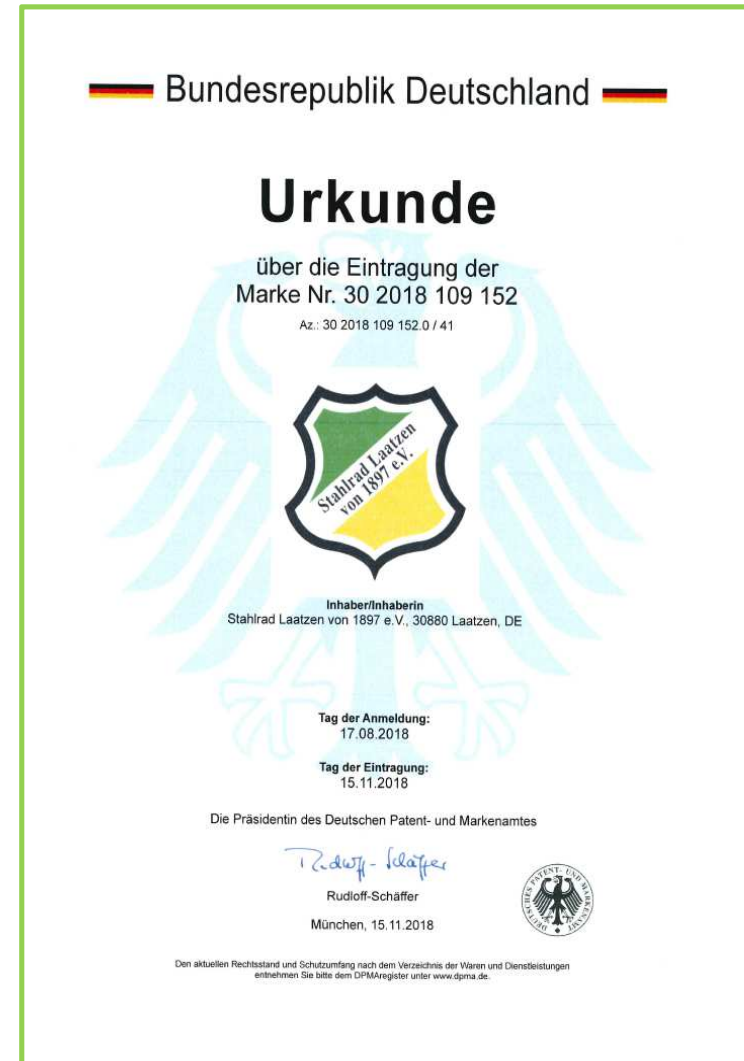 Bundesrepublik Deutschland
Urkunde
über die Eintragung der
Marke Nr. 30 2018 109 152
Az.: 30 2018 109 152.0 / 41
Stahlrad Laatzen
von 1897 e.V.
Inhaber/Inhaberin
Stahlrad Laatzen von 1897 e.V., 30880 Laatzen, DE
Tag der Anmeldung:
17.08.2018
Tag der Eintragung:
15.11.2018
Die Präsidentin des Deutschen Patent- und Markenamtes
Rudloff-Schäffer
Rudloff-Schäffer
München, 15.11.2018
DEUTSCHES PATENT- UND MARKENAMT
Den aktuellen Rechtsstand und Schutzumfang nach dem Verzeichnis der Waren und Dienstleistungen
entnehmen Sie bitte dem DPMAregister unter www.dpma.de.